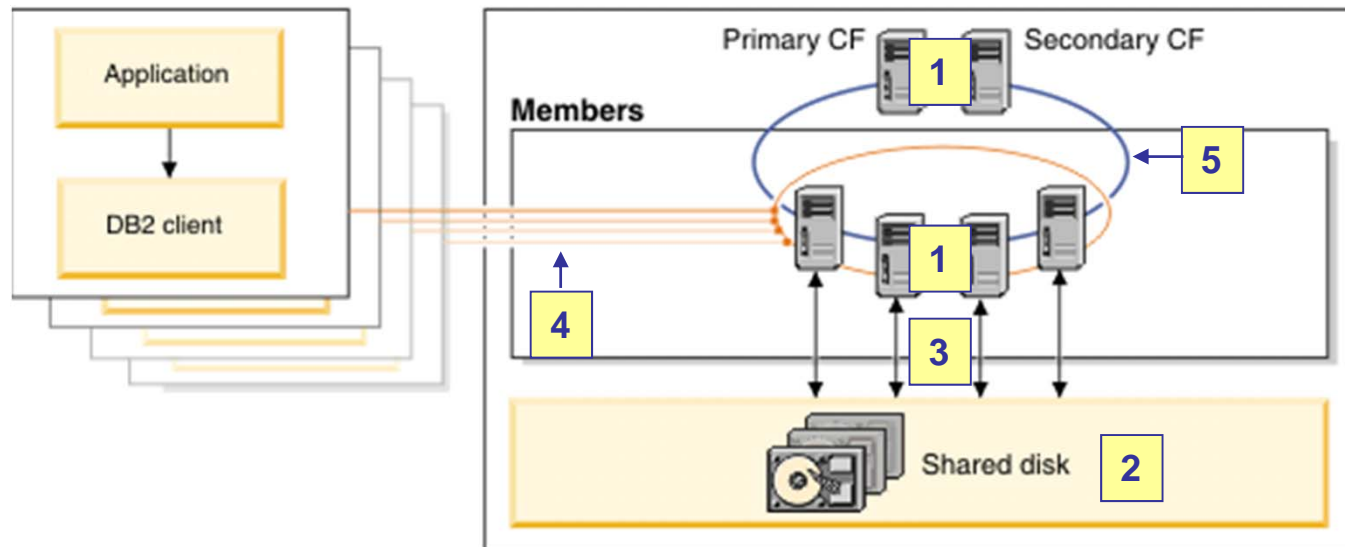 Application
DB2 client
Primary CF
1
Secondary CF
Members
5
1
4
3
Shared disk
2